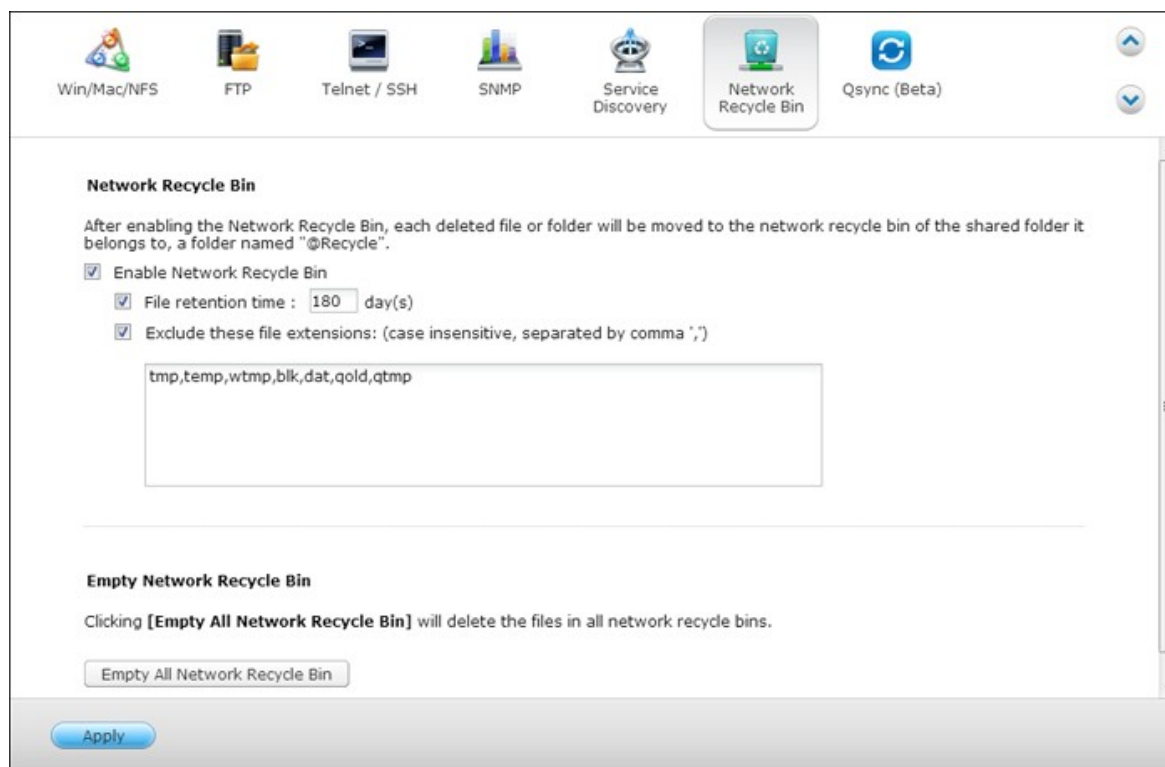 Win/Mac/NFS
FTP
Telnet / SSH
SNMP
Service
Discovery
Network
Recycle Bin
Qsync (Beta)
Network Recycle Bin
After enabling the Network Recycle Bin, each deleted file or folder will be moved to the network recycle bin of the shared folder it
belongs to, a folder named "@Recycle".
Enable Network Recycle Bin
File retention time : 180 day(s)
Exclude these file extensions: (case insensitive, separated by comma ',')
tmp,temp,wtmp,blk,dat,qold,qtmp
Empty Network Recycle Bin
Clicking [Empty All Network Recycle Bin] will delete the files in all network recycle bins.
Empty All Network Recycle Bin
Apply